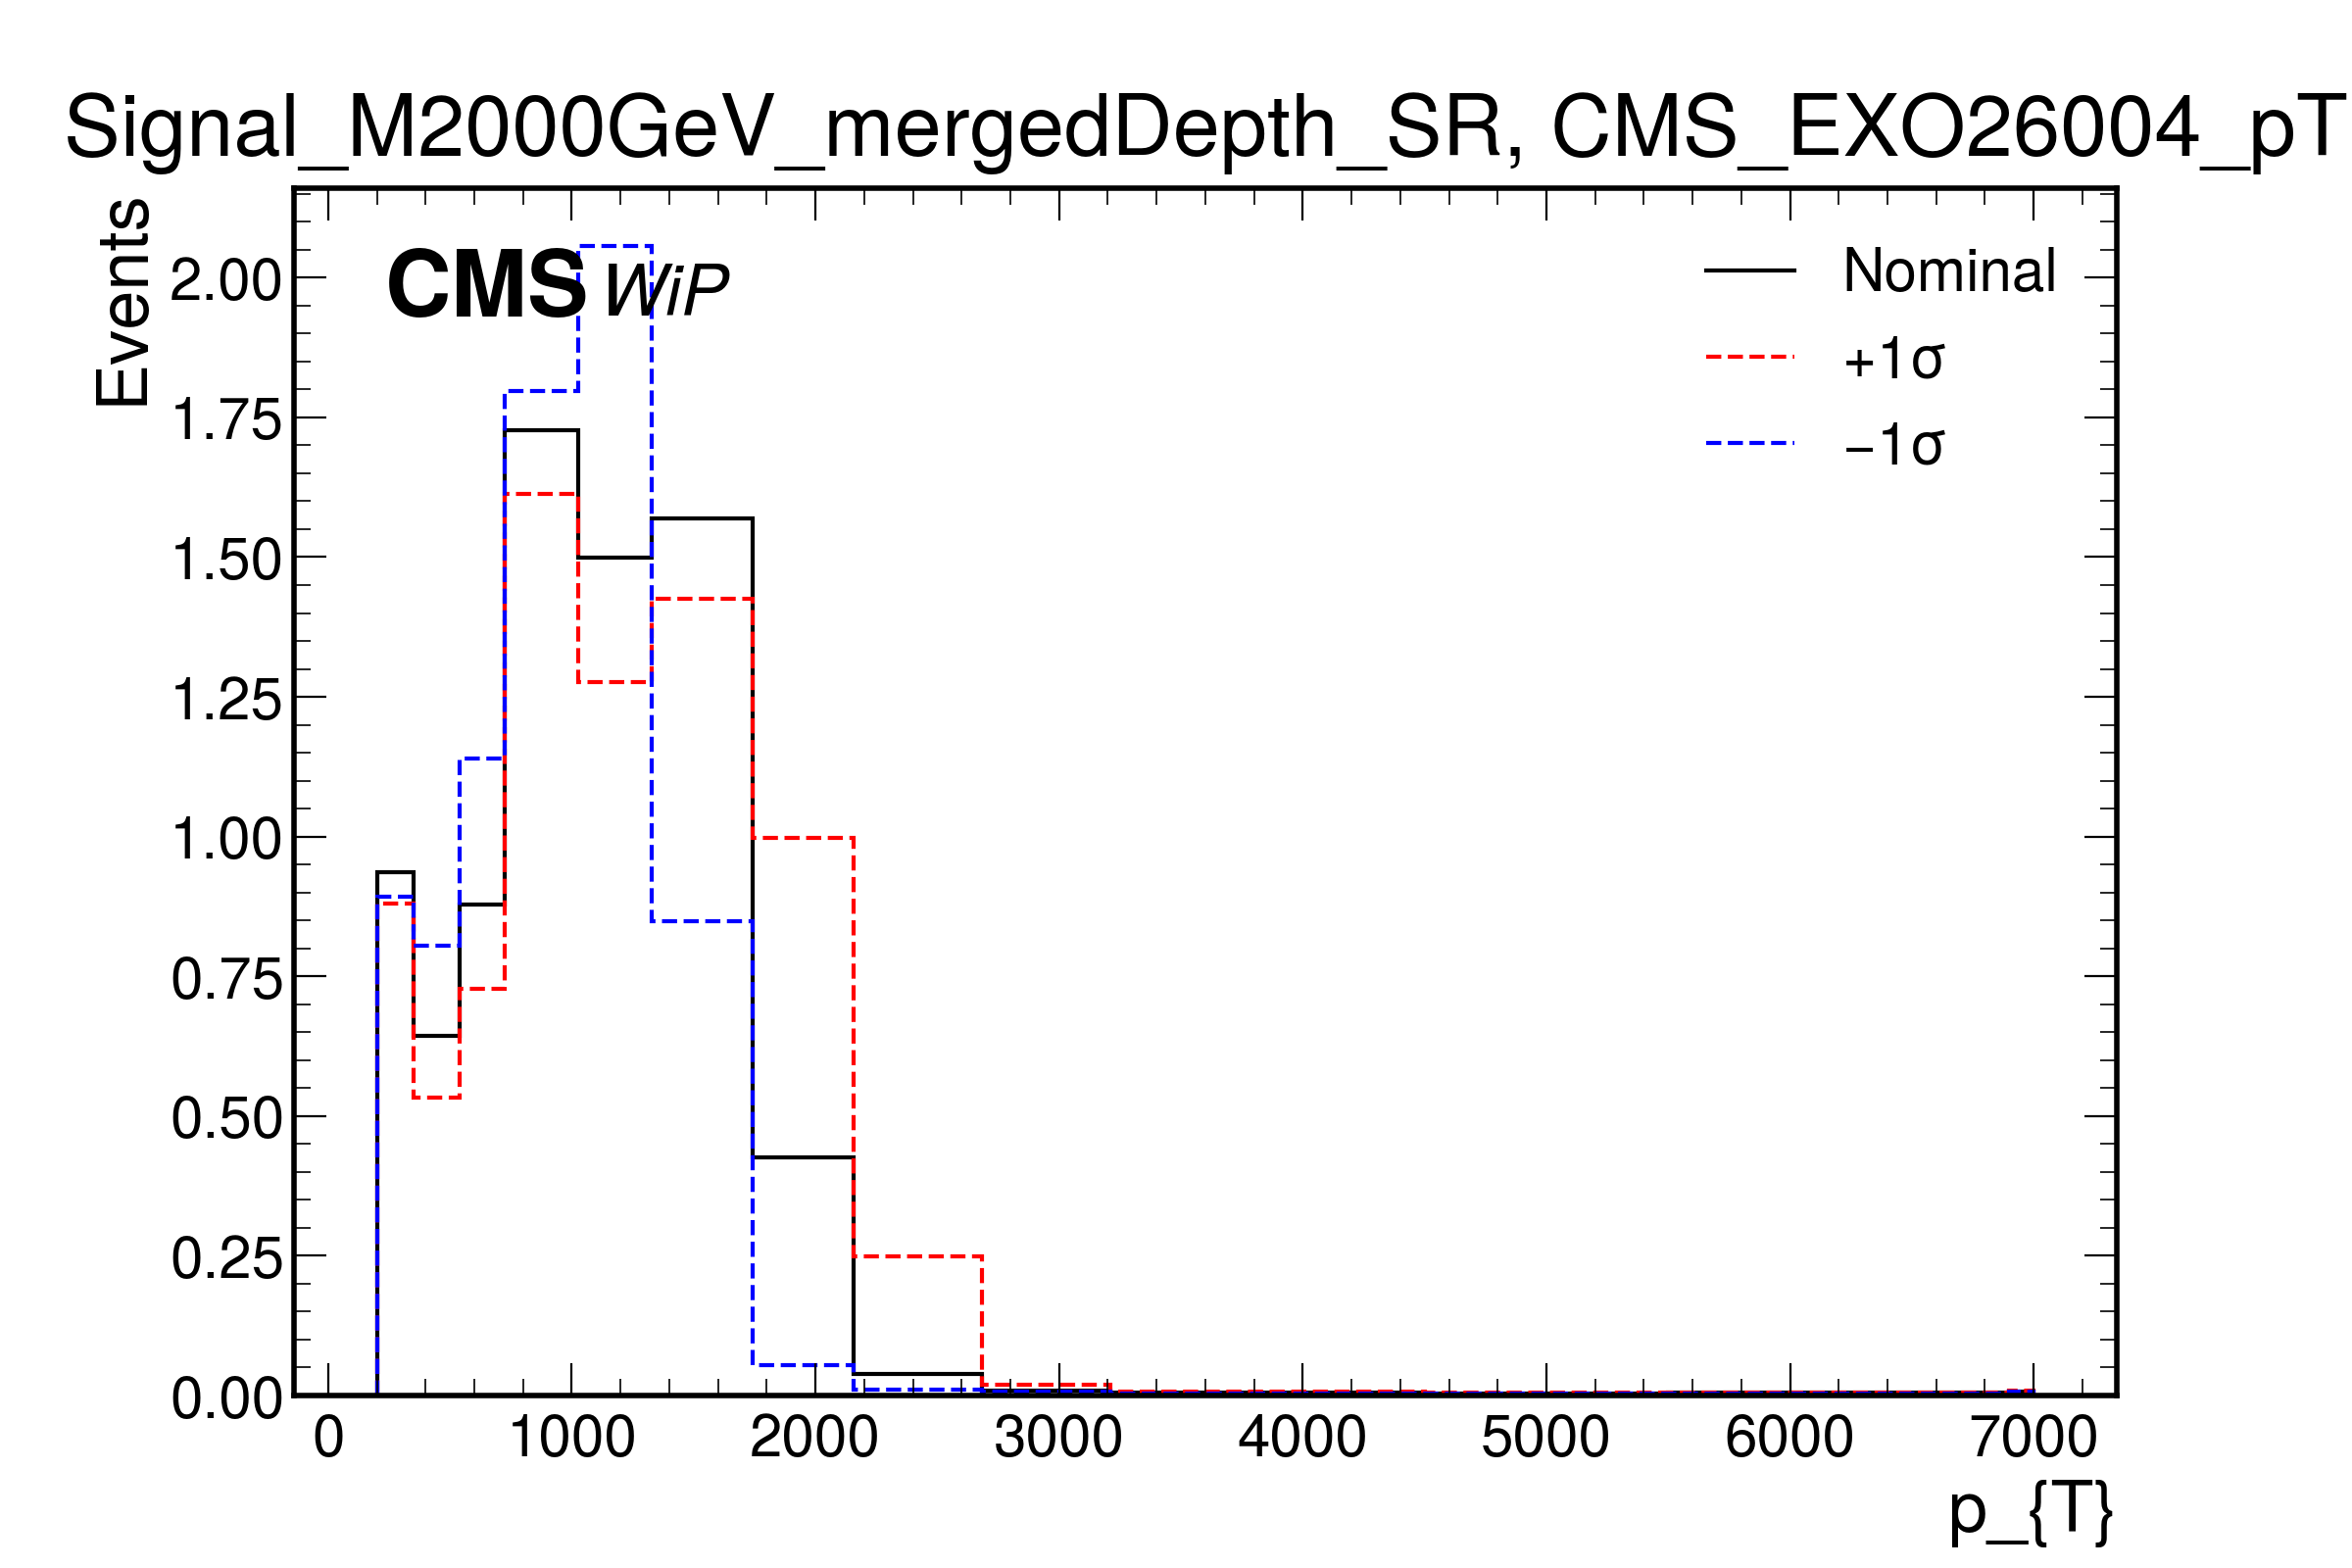 Signal_M2000GeV_mergedDepth_SR, CMS_EXO26004_pT
Events
CMS WiP
Nominal
+1σ
−1σ
2.00
1.75
1.50
1.25
1.00
0.75
0.50
0.25
0.00
0 1000 2000 3000 4000 5000 6000 7000
p_{T}